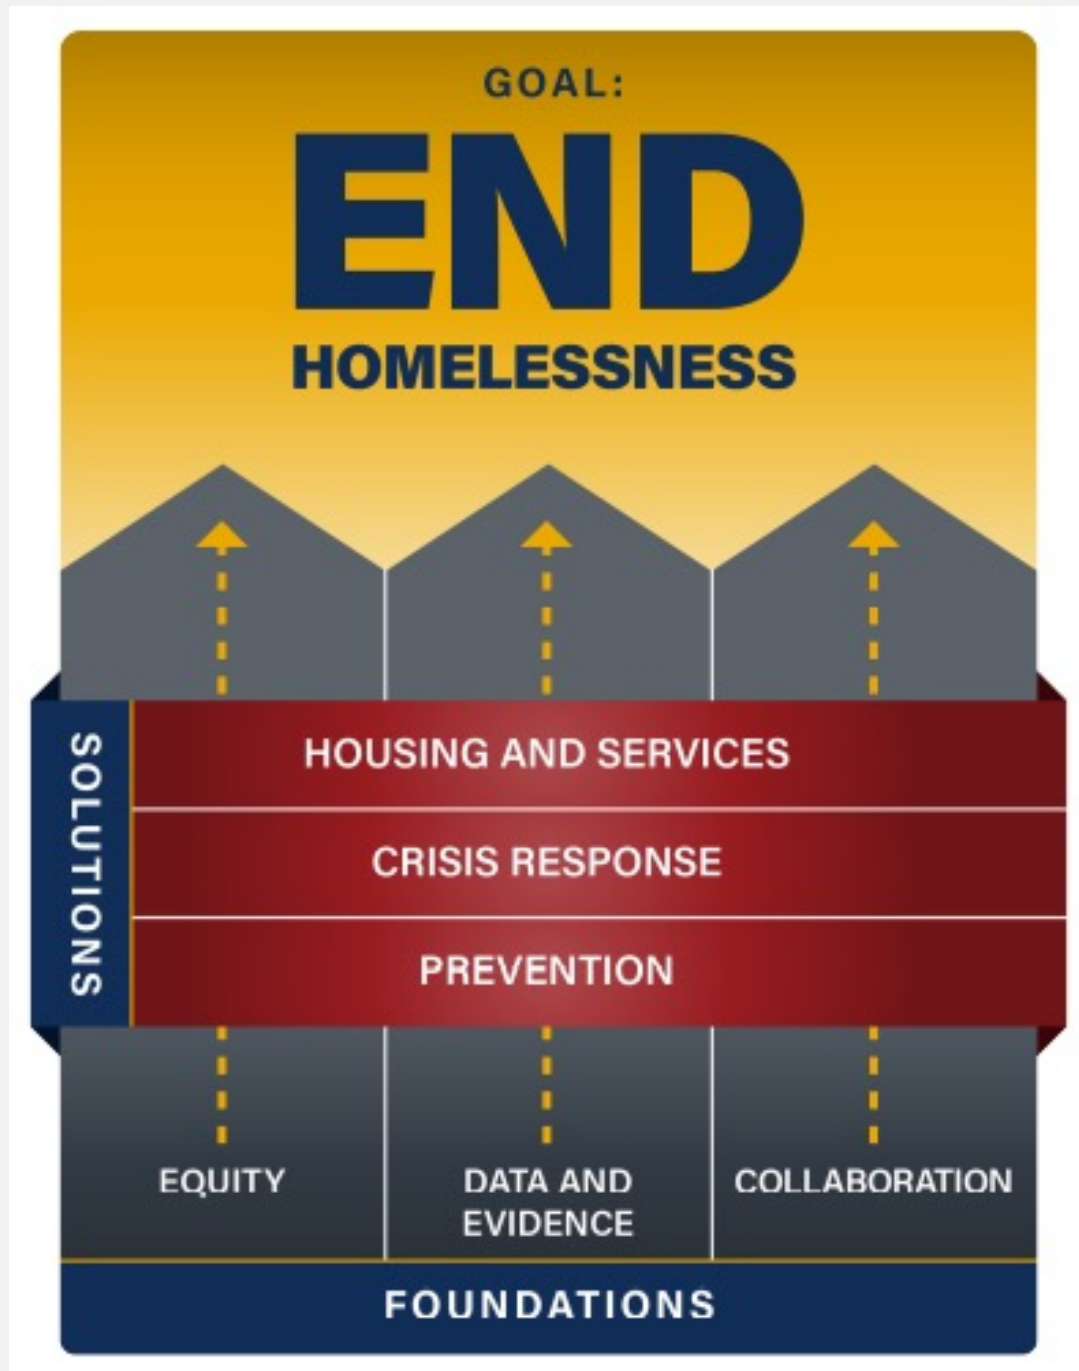 GOAL:
END
HOMELESSNESS
SOLUTIONS
HOUSING AND SERVICES
CRISIS RESPONSE
PREVENTION
EQUITY
DATA AND
EVIDENCE
COLLABORATION
FOUNDATIONS